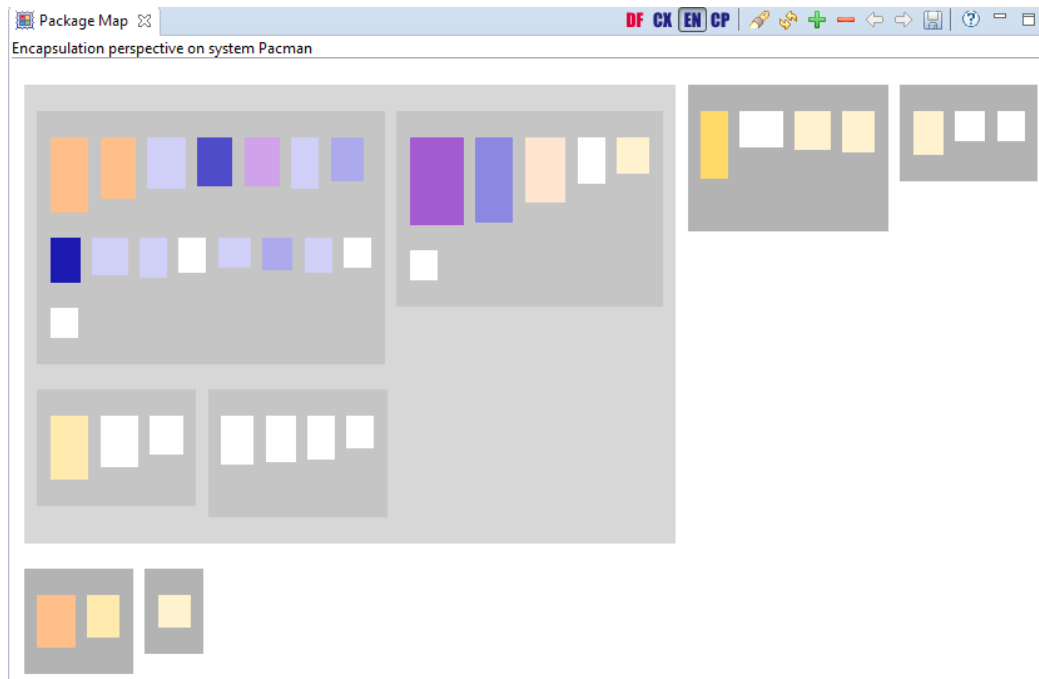 Package Map
DF CX EN CP
Encapsulation perspective on system Pacman